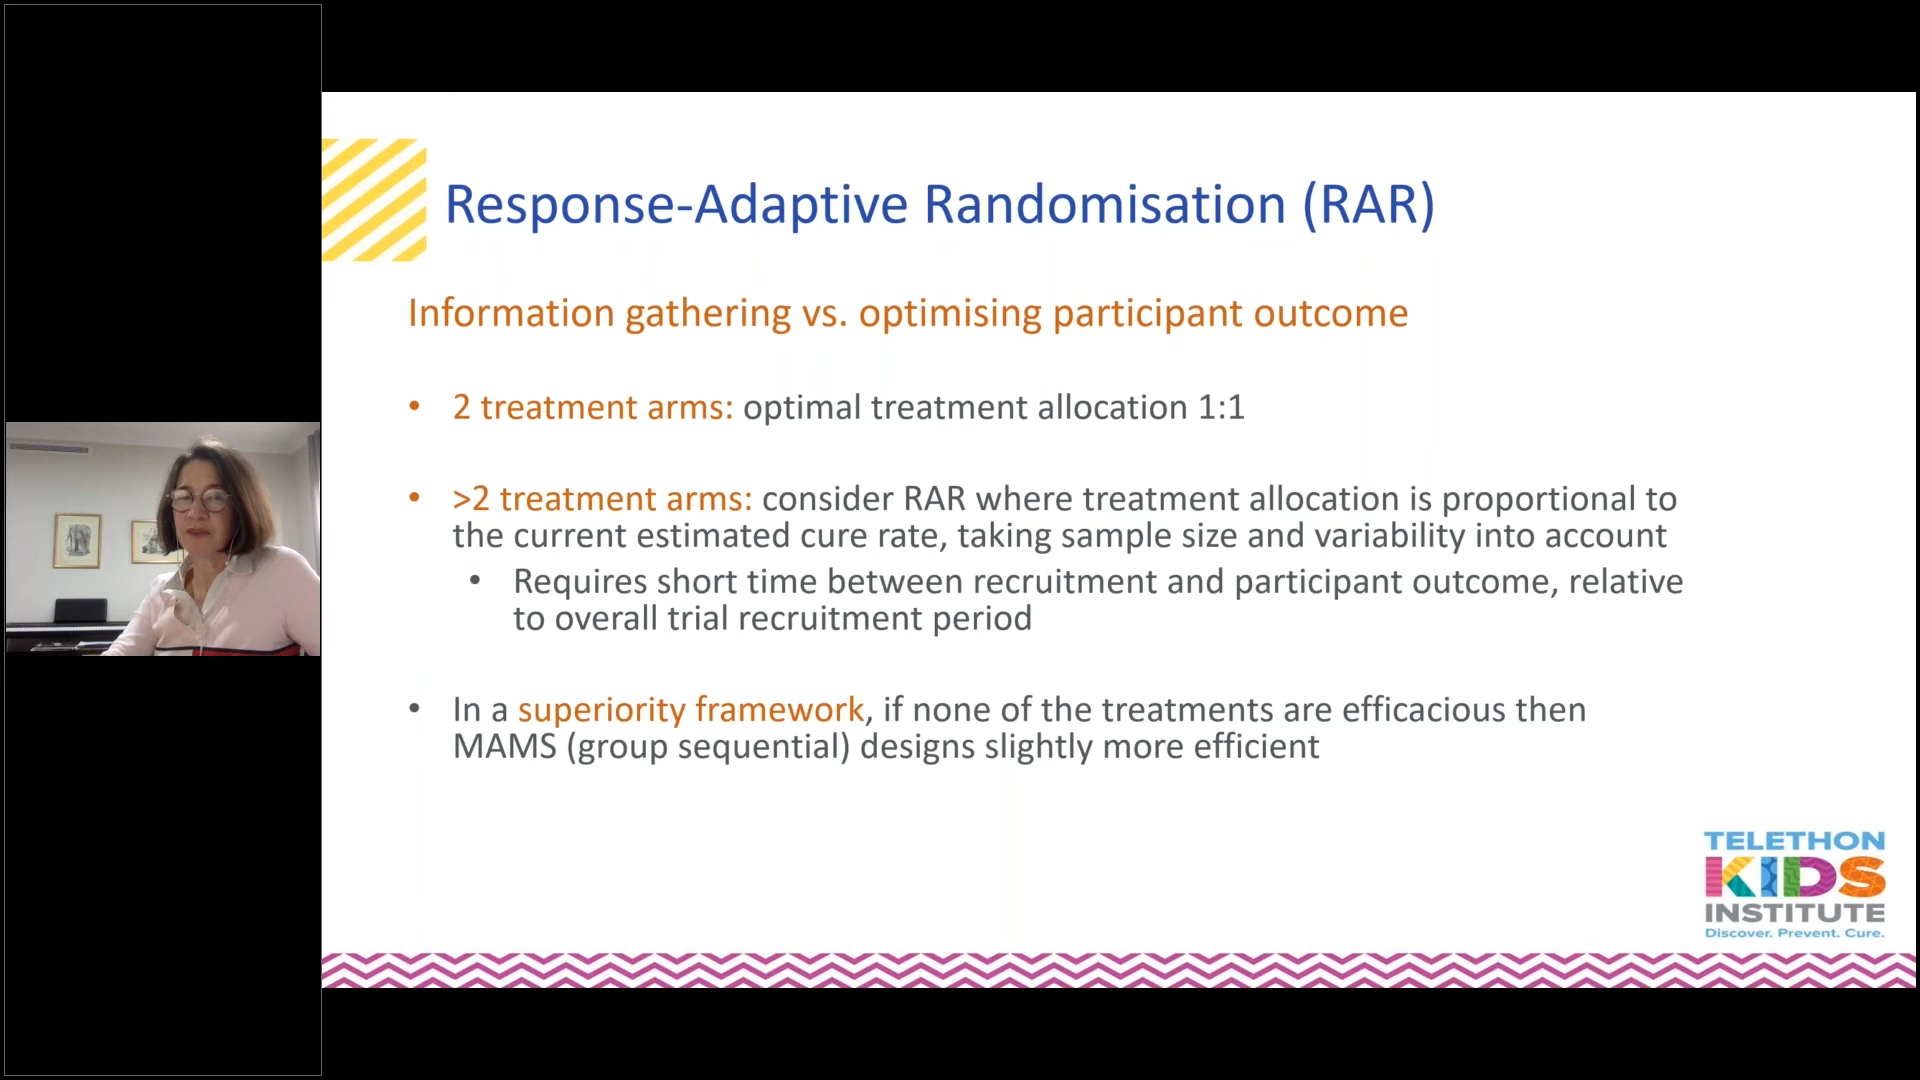 Response-Adaptive Randomisation (RAR)
Information gathering vs. optimising participant outcome
• 2 treatment arms: optimal treatment allocation 1:1
• >2 treatment arms: consider RAR where treatment allocation is proportional to
the current estimated cure rate, taking sample size and variability into account
• Requires short time between recruitment and participant outcome, relative
to overall trial recruitment period
• In a superiority framework, if none of the treatments are efficacious then
MAMS (group sequential) designs slightly more efficient
TELETHON
KIDS
INSTITUTE
Discover. Prevent. Cure.